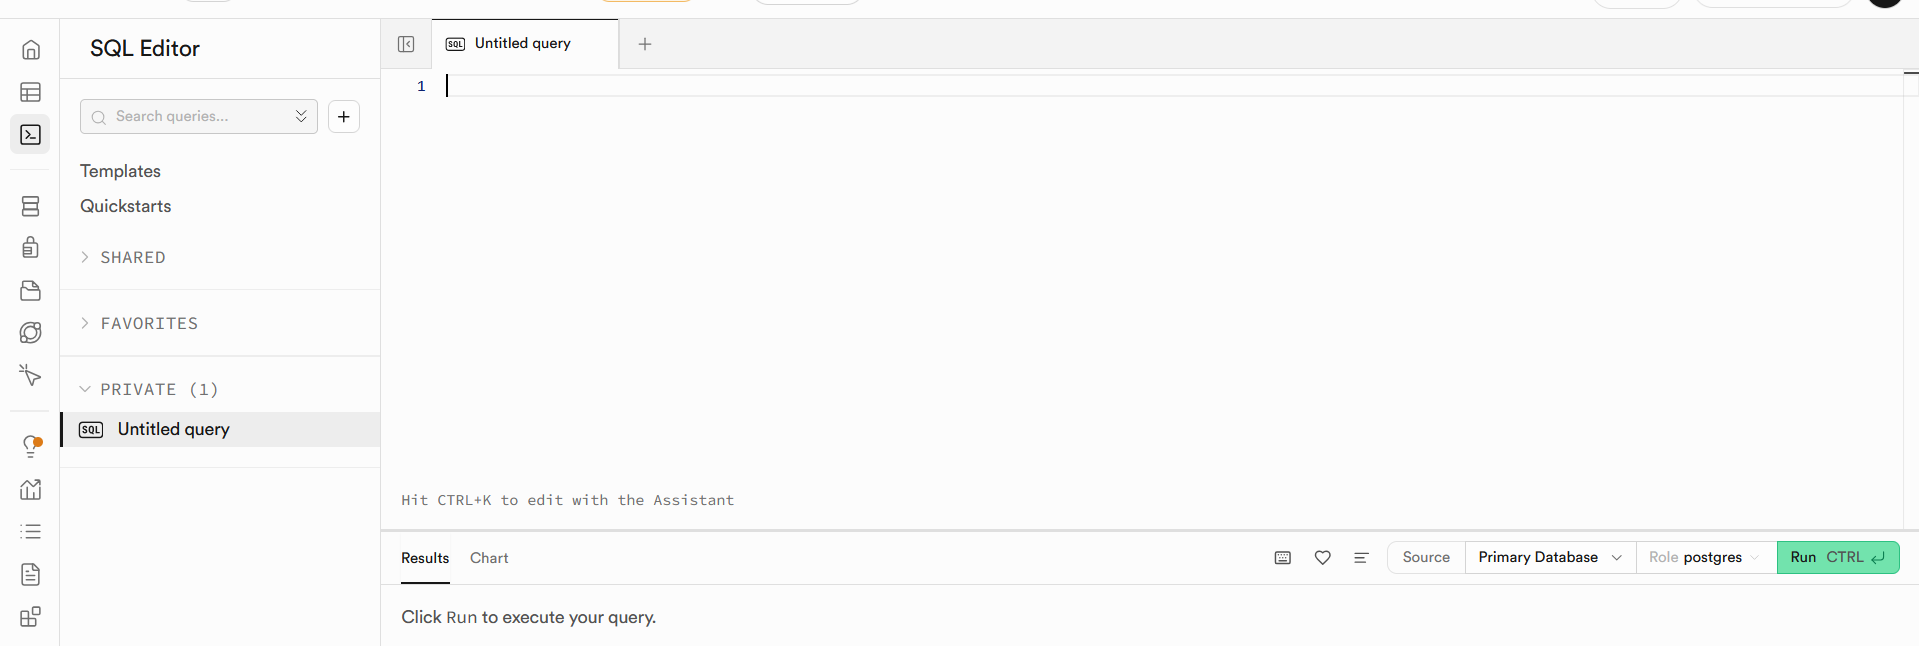 SQL Editor
SQL Untitled query
1
Search queries...
Templates
Quickstarts
SHARED
FAVORITES
PRIVATE (1)
SQL Untitled query
Hit CTRL+K to edit with the Assistant
Results Chart
Source Primary Database Role postgres Run CTRL
Click Run to execute your query.